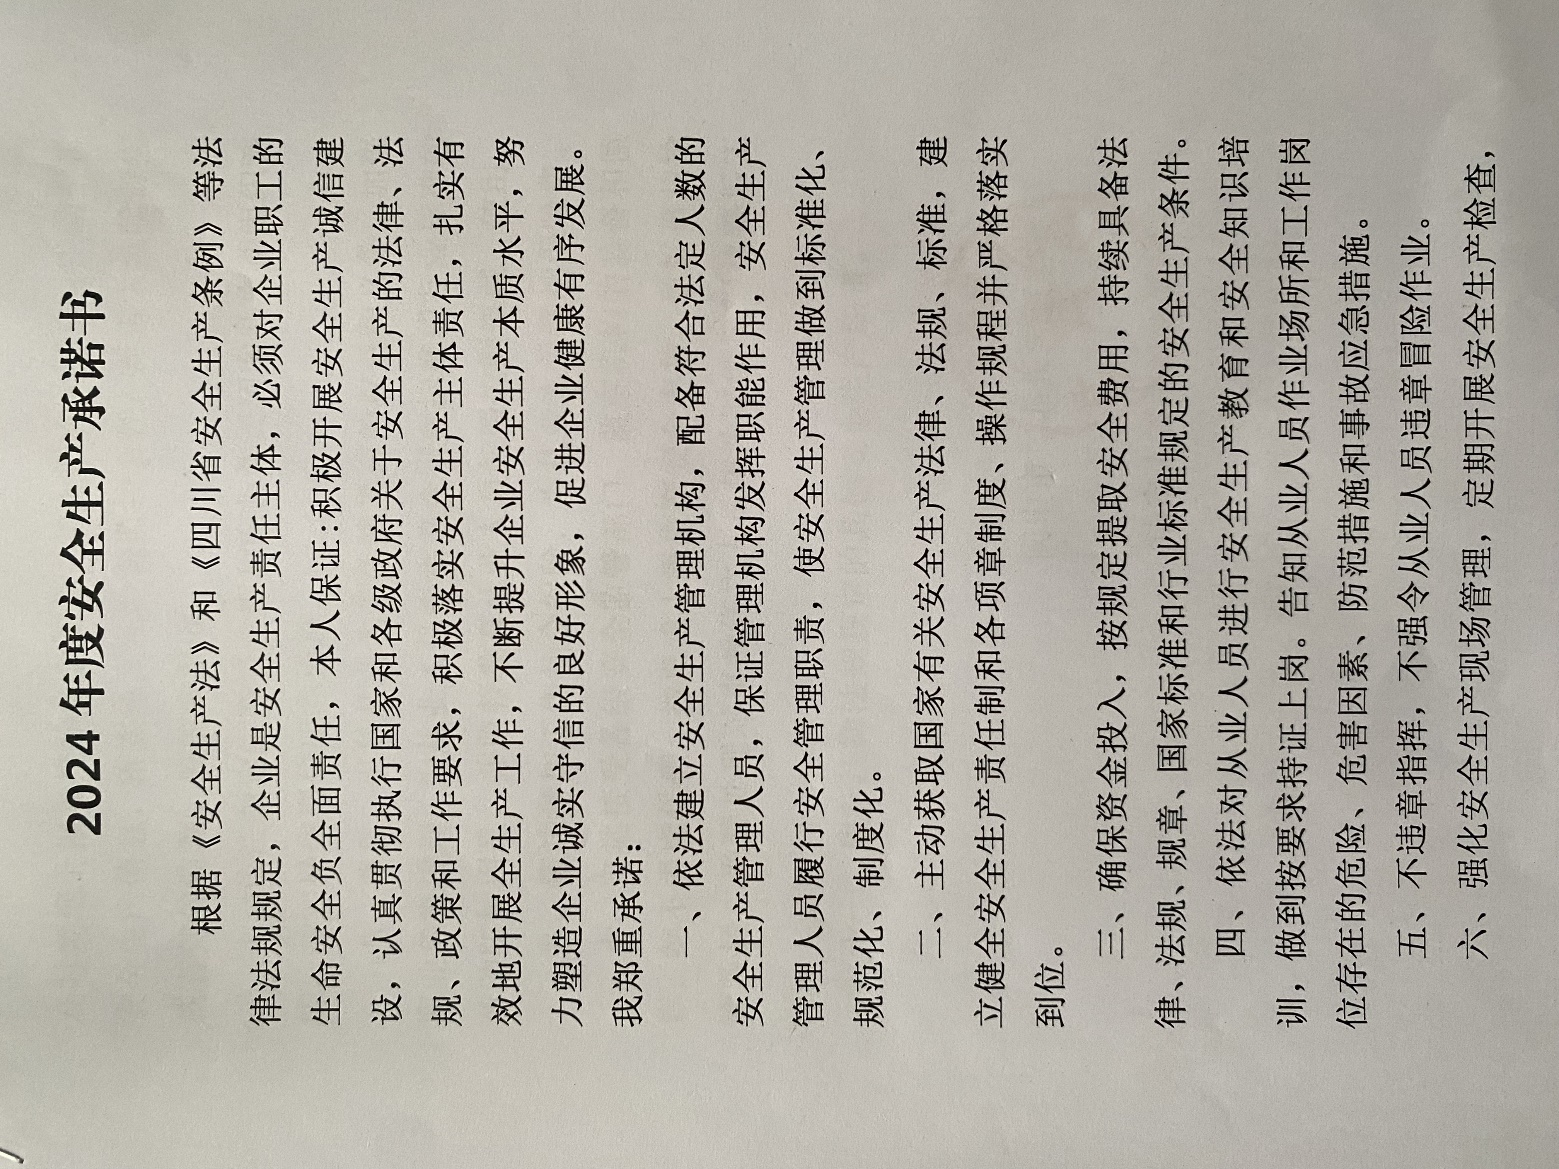 2024年度安全生产承诺书
根据《安全生产法》和《四川省安全生产条例》等法
律法规规定，企业是安全生产责任主体，必须对企业职工的
生命安全负全面责任，本人保证:积极开展安全生产诚信建
设，认真贯彻执行国家和各级政府关于安全生产的法律、法
规、政策和工作要求，积极落实安全生产主体责任，扎实有
效地开展全生产工作，不断提升企业安全生产本质水平，努
力塑造企业诚实守信的良好形象，促进企业健康有序发展。
我郑重承诺：
一、依法建立安全生产管理机构，配备符合法定人数的
安全生产管理人员，保证管理机构发挥职能作用，安全生产
管理人员履行安全管理职责，使安全生产管理做到标准化、
规范化、制度化。
二、主动获取国家有关安全生产法律、法规、标准，建
立健全安全生产责任制和各项章制度、操作规程并严格落实
到位。
三、确保资金投入，按规定提取安全费用，持续具备法
律、法规、规章、国家标准和行业标准规定的安全生产条件。
四、依法对从业人员进行安全生产教育和安全知识培
训，做到按要求持证上岗。告知从业人员作业场所和工作岗
位存在的危险、危害因素、防范措施和事故应急措施。
五、不违章指挥，不强令从业人员违章冒险作业。
六、强化安全生产现场管理，定期开展安全生产检查，